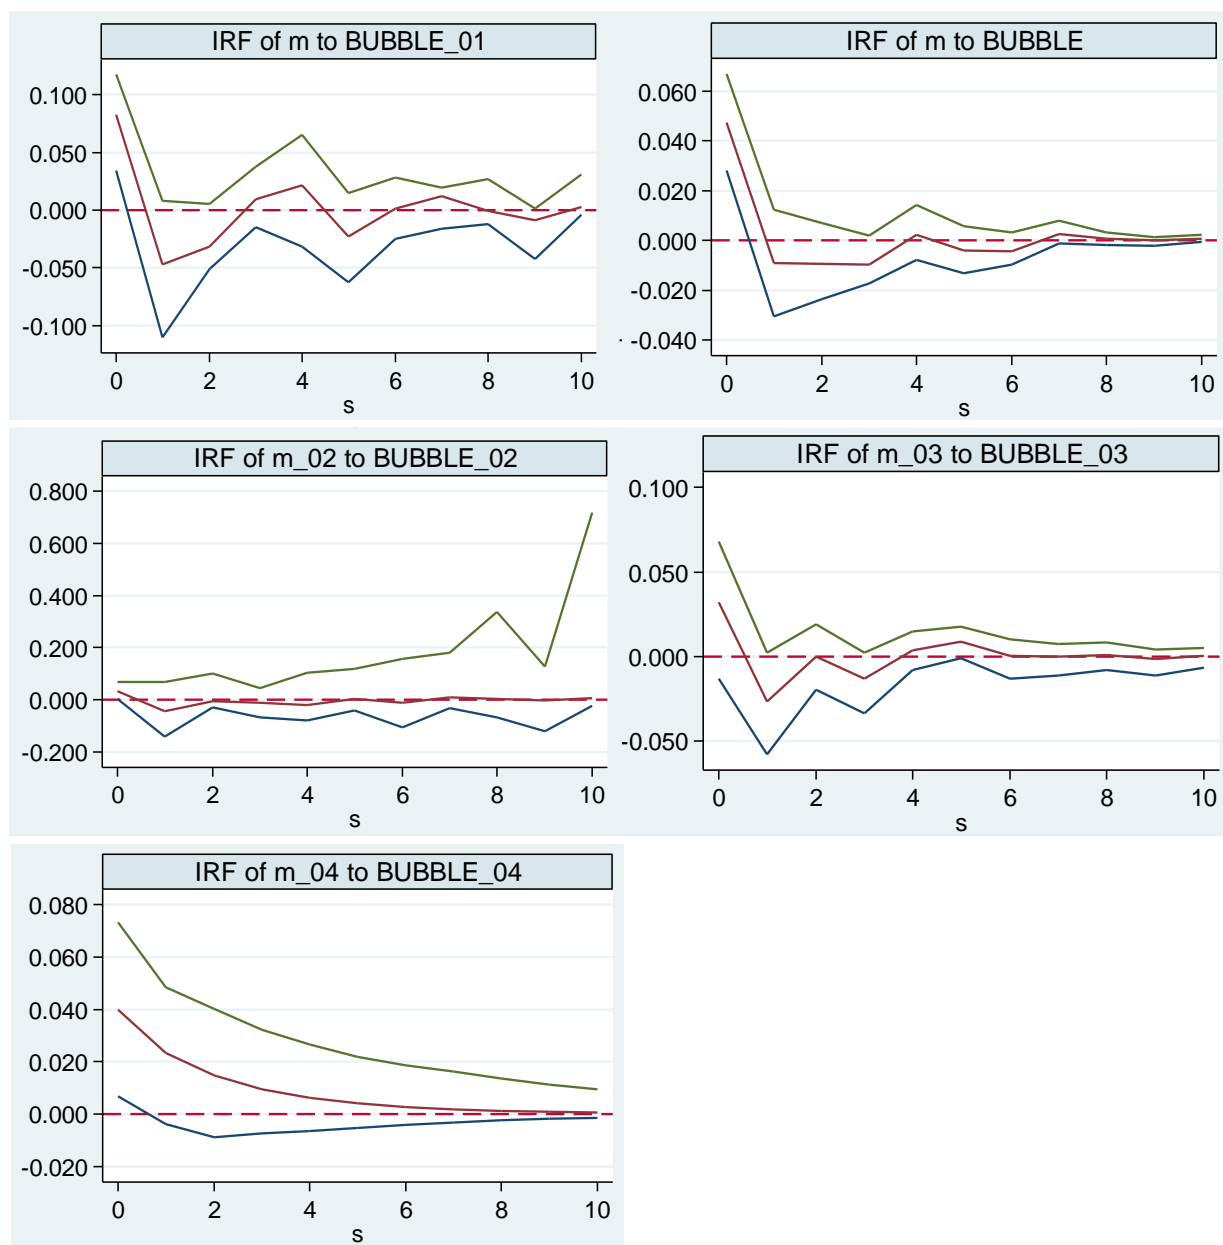 IRF of m to BUBBLE_01
0.100
0.050
0.000
-0.050
-0.100
0 2 4 6 8 10
s
IRF of m to BUBBLE
0.060
0.040
0.020
0.000
-0.020
-0.040
0 2 4 6 8 10
s
IRF of m_02 to BUBBLE_02
0.800
0.600
0.400
0.200
0.000
-0.200
0 2 4 6 8 10
s
IRF of m_03 to BUBBLE_03
0.100
0.050
0.000
-0.050
0 2 4 6 8 10
s
IRF of m_04 to BUBBLE_04
0.080
0.060
0.040
0.020
0.000
-0.020
0 2 4 6 8 10
s